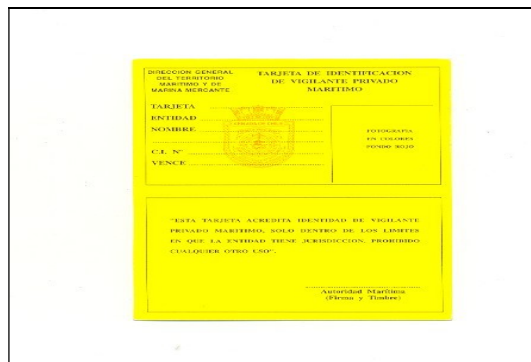 DIRECCION GENERAL
DEL TERRITORIO
MARITIMO Y DE
MARINA MERCANTE
TARJETA DE IDENTIFICACION
DE VIGILANTE PRIVADO
MARITIMO
TARJETA
ENTIDAD
NOMBRE
C.I. N°
VENCE
FOTOGRAFIA
EN COLORES
FONDO ROJO
"ESTA TARJETA ACREDITA IDENTIDAD DE VIGILANTE
PRIVADO MARITIMO, SOLO DENTRO DE LOS LIMITES
EN QUE LA ENTIDAD TIENE JURISDICCION, PROHIBIDO
CUALQUIER OTRO USO".
Autoridad Marítima
(Firma y Timbre)